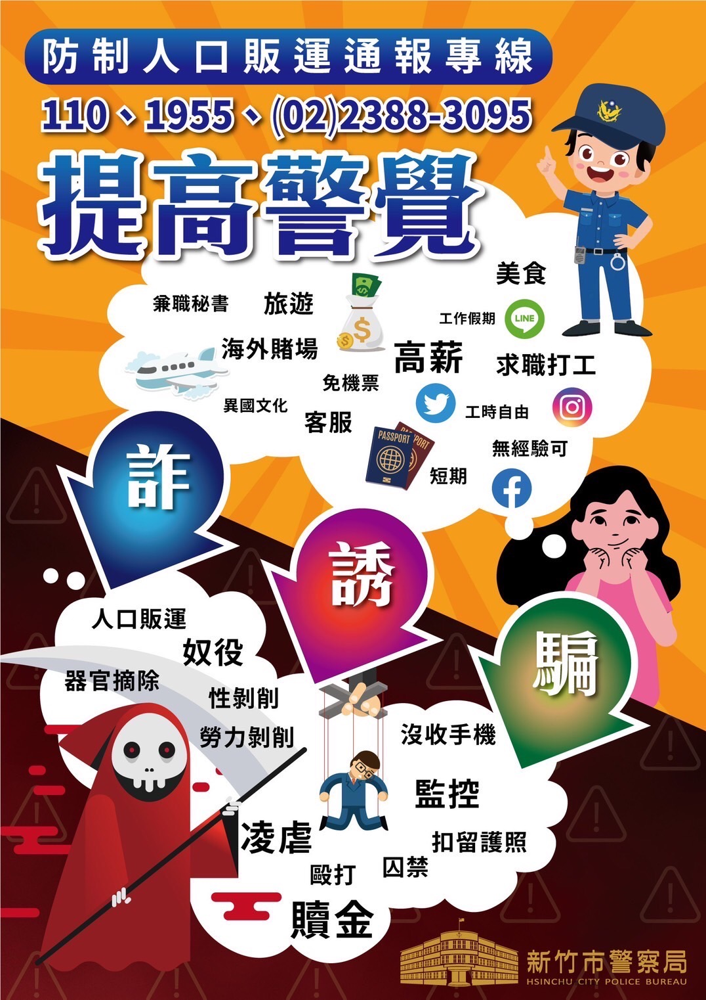 防制人口販運通報專線
110、1955、(02)2388-3095
提高警覺
美食
兼職秘書
旅遊
工作假期
LINE
海外賭場
高薪
求職打工
免機票
異國文化
工時自由
客服
PASSPORT
PASSPORT
無經驗可
短期
詐
誘
騙
人口販運
奴役
器官摘除
性剝削
勞力剝削
沒收手機
監控
凌虐
扣留護照
囚禁
毆打
贖金
新竹市警察局
HSINCHU CITY POLICE BUREAU